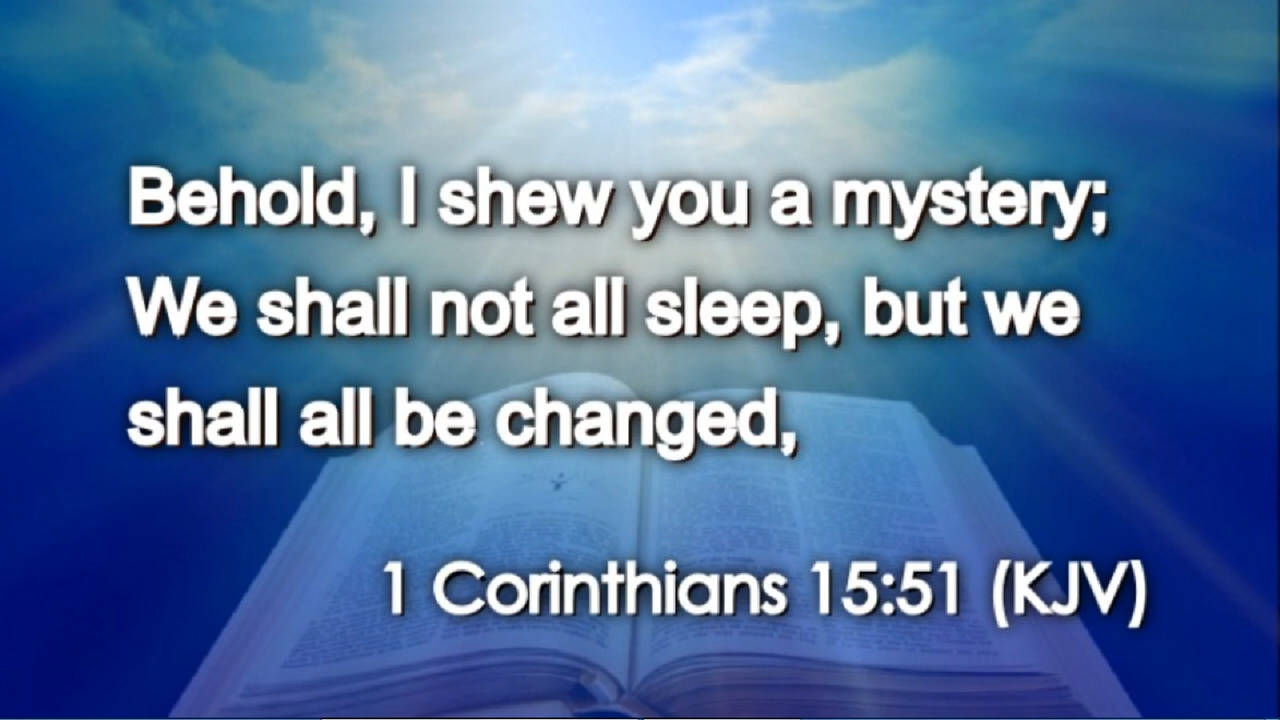 Behold, I shew you a mystery;
We shall not all sleep, but we
shall all be changed,
1 Corinthians 15:51 (KJV)